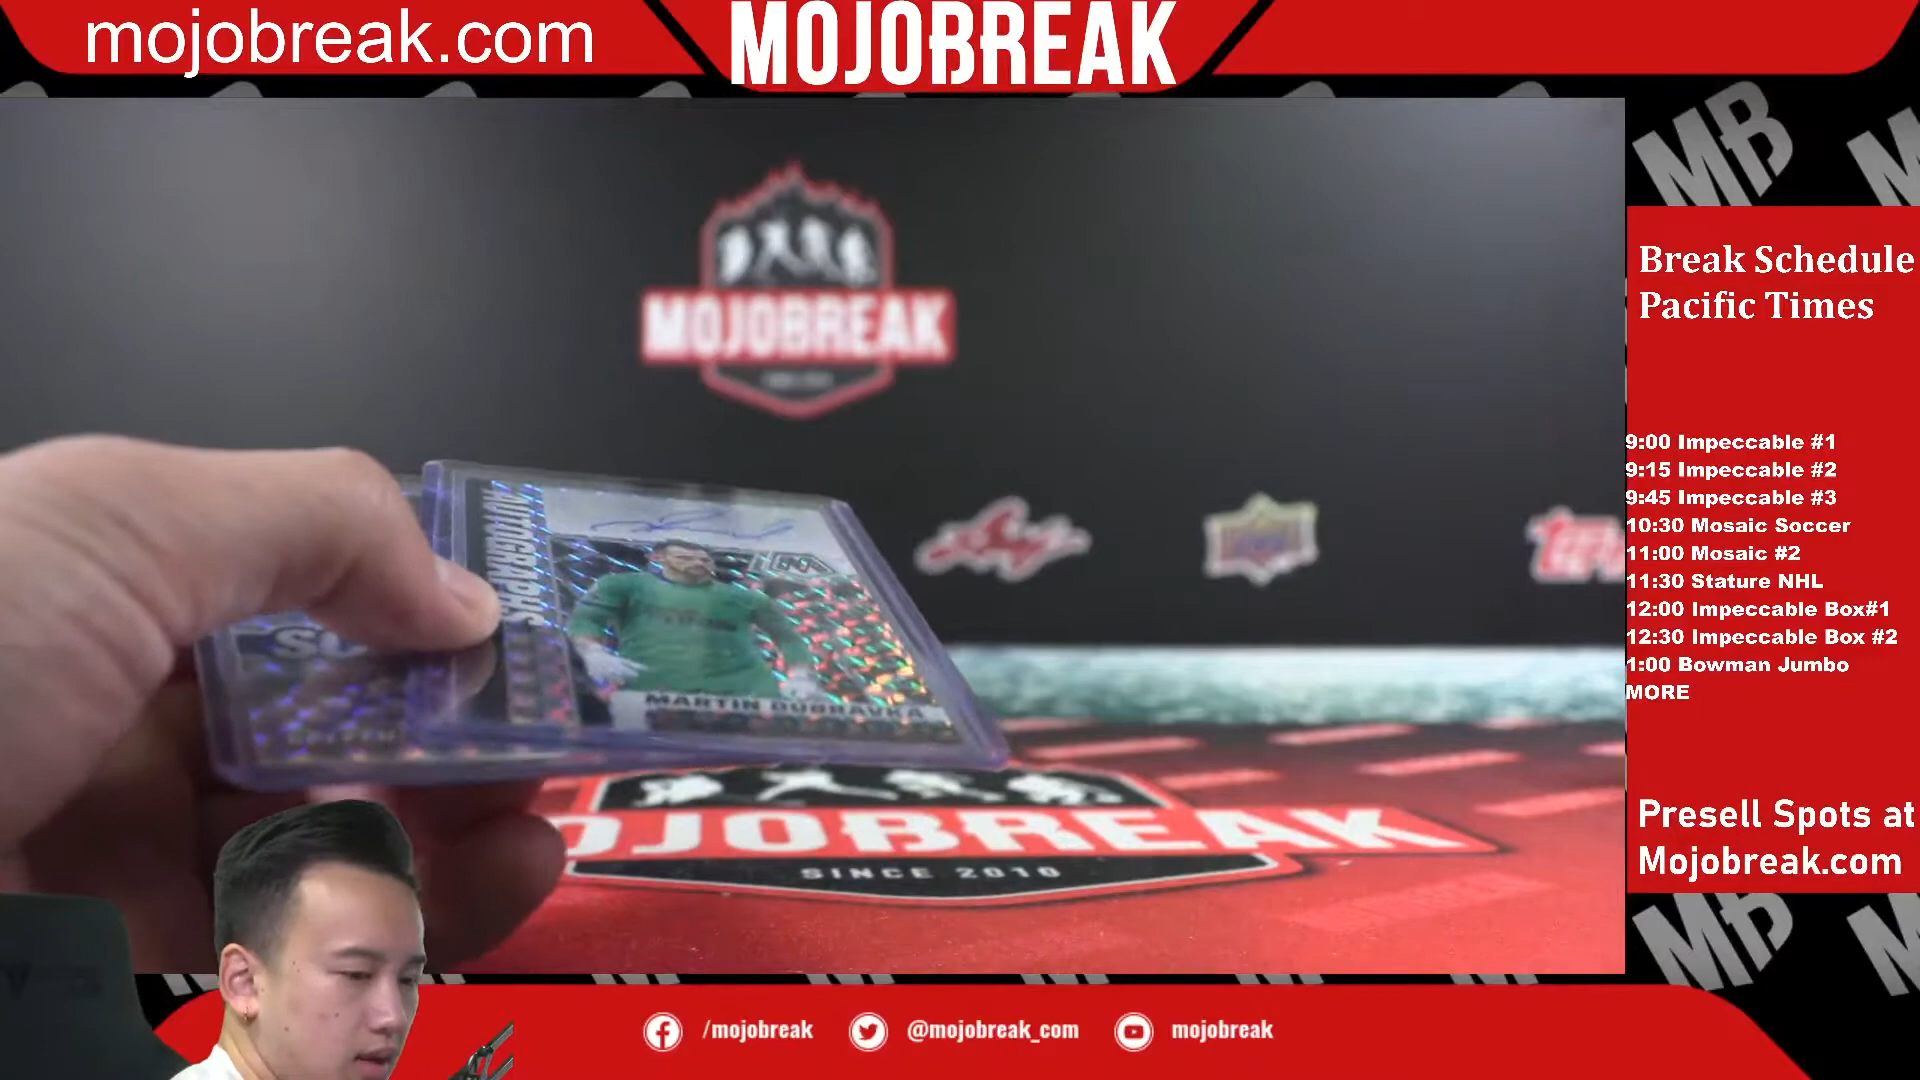 mojobreak.com
MOJOBREAK
MB
Break Schedule
Pacific Times
MOJOBREAK
9:00 Impeccable #1
9:15 Impeccable #2
9:45 Impeccable #3
10:30 Mosaic Soccer
11:00 Mosaic #2
11:30 Stature NHL
12:00 Impeccable Box#1
12:30 Impeccable Box #2
1:00 Bowman Jumbo
MORE
AUTOGRAPHS
MARTIN DUBRAVKA
MOJOBREAK
SINCE 2010
Presell Spots at
Mojobreak.com
MB
/mojobreak
@mojobreak_com
mojobreak